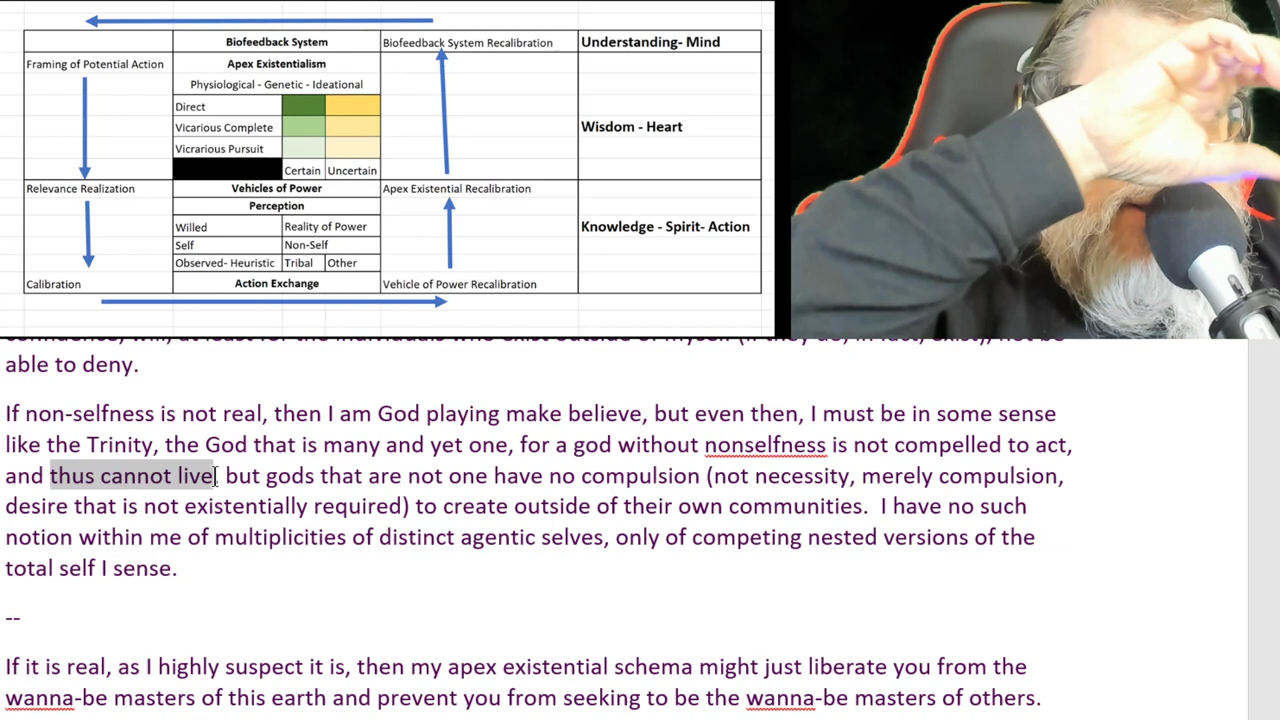 Biofeedback System
Biofeedback System Recalibration
Understanding- Mind
Framing of Potential Action
Apex Existentialism
Physiological - Genetic - Ideational
Direct
Vicarious Complete
Wisdom - Heart
Vicrarious Pursuit
Certain
Uncertain
Relevance Realization
Vehicles of Power
Apex Existential Recalibration
Perception
Willed
Reality of Power
Knowledge - Spirit- Action
Self
Non-Self
Observed- Heuristic
Tribal
Other
Calibration
Action Exchange
Vehicle of Power Recalibration
able to deny.
If non-selfness is not real, then I am God playing make believe, but even then, I must be in some sense
like the Trinity, the God that is many and yet one, for a god without nonselfness is not compelled to act,
and thus cannot live, but gods that are not one have no compulsion (not necessity, merely compulsion,
desire that is not existentially required) to create outside of their own communities. I have no such
notion within me of multiplicities of distinct agentic selves, only of competing nested versions of the
total self I sense.
--
If it is real, as I highly suspect it is, then my apex existential schema might just liberate you from the
wanna-be masters of this earth and prevent you from seeking to be the wanna-be masters of others.